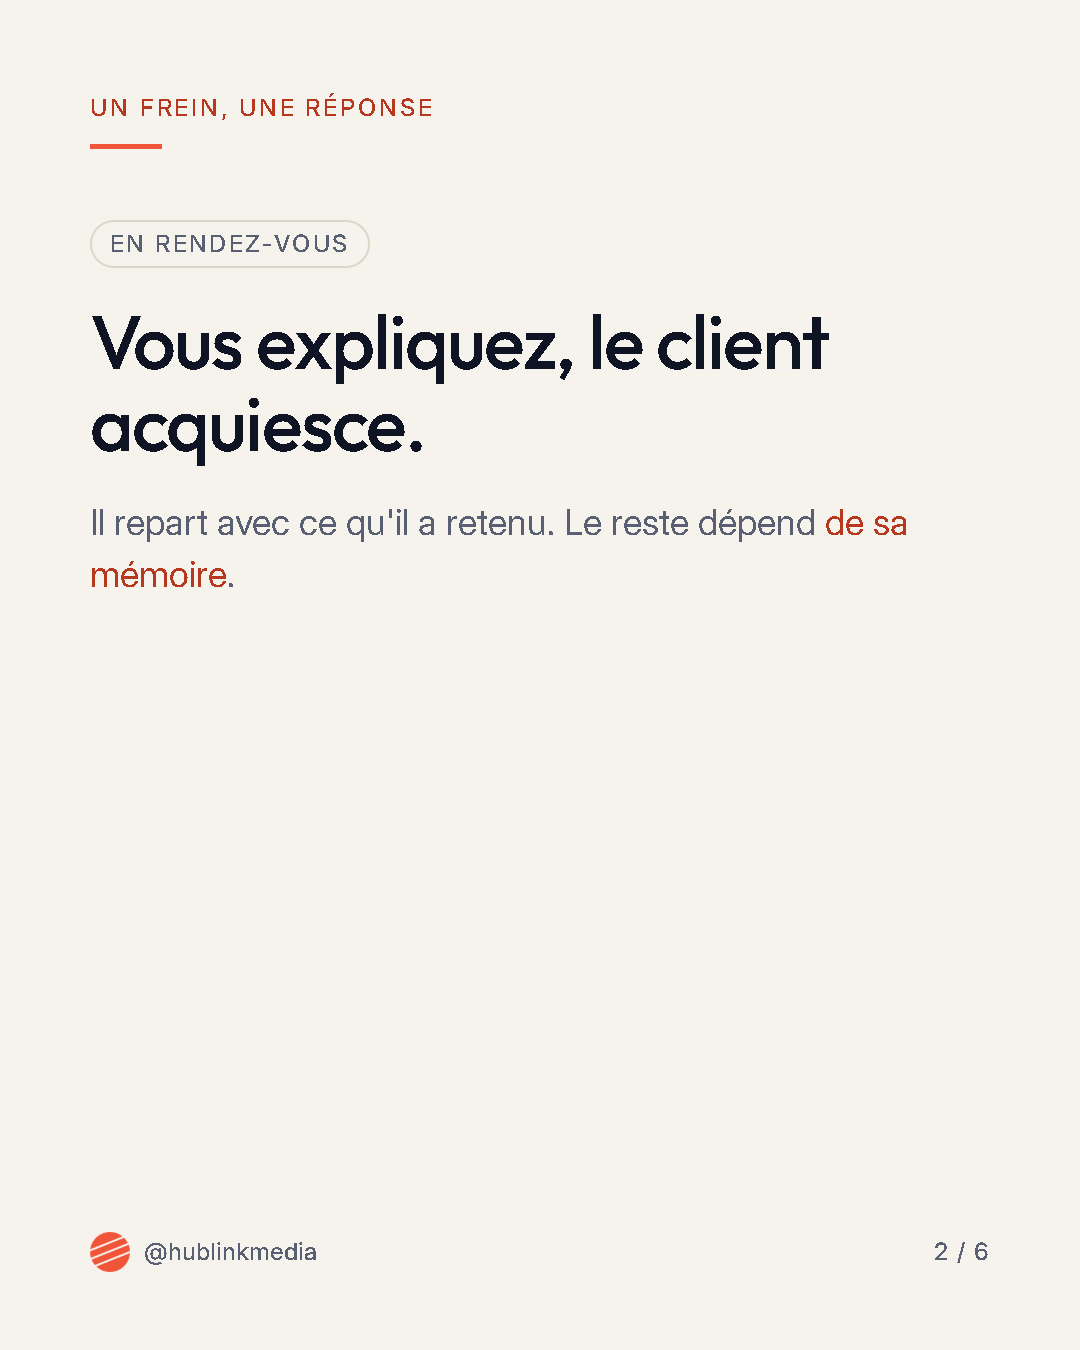 UN FREIN, UNE RÉPONSE
EN RENDEZ-VOUS
Vous expliquez, le client
acquiesce.
Il repart avec ce qu'il a retenu. Le reste dépend de sa
mémoire.
@hublinkmedia
2 / 6